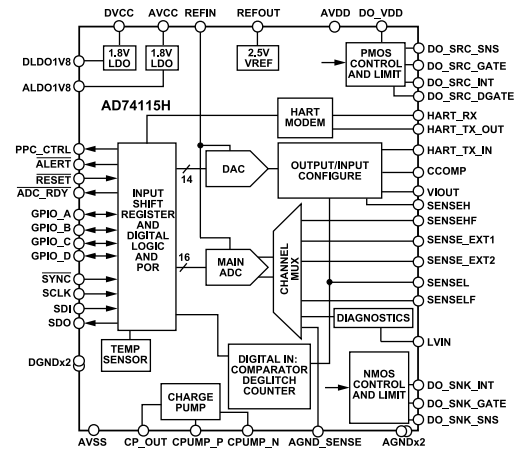 DVCC AVCC REFIN REFOUT AVDD DO_VDD
1.8V
LDO
1.8V
LDO
2.5V
VREF
PMOS
CONTROL
AND LIMIT
DLDO1V8
ALDO1V8
DO_SRC_SNS
DO_SRC_GATE
DO_SRC_INT
DO_SRC_DGATE
AD74115H
HART
MODEM
HART_RX
HART_TX_OUT
PPC_CTRL
ALERT
RESET
ADC_RDY
GPIO_A
GPIO_B
GPIO_C
GPIO_D
SYNC
SCLK
SDI
SDO
DGNDx2
INPUT
SHIFT
REGISTER
AND
DIGITAL
LOGIC
AND
POR
14
DAC
OUTPUT/INPUT
CONFIGURE
HART_TX_IN
CCOMP
VIOUT
SENSEH
SENSEHF
SENSE_EXT1
SENSE_EXT2
SENSEL
SENSELF
16
MAIN
ADC
CHANNEL
MUX
DIAGNOSTICS
LVIN
TEMP
SENSOR
DIGITAL IN:
COMPARATOR
DEGLITCH
COUNTER
NMOS
CONTROL
AND LIMIT
DO_SNK_INT
DO_SNK_GATE
DO_SNK_SNS
CHARGE
PUMP
AVSS CP_OUT CPUMP_P CPUMP_N AGND_SENSE AGNDx2